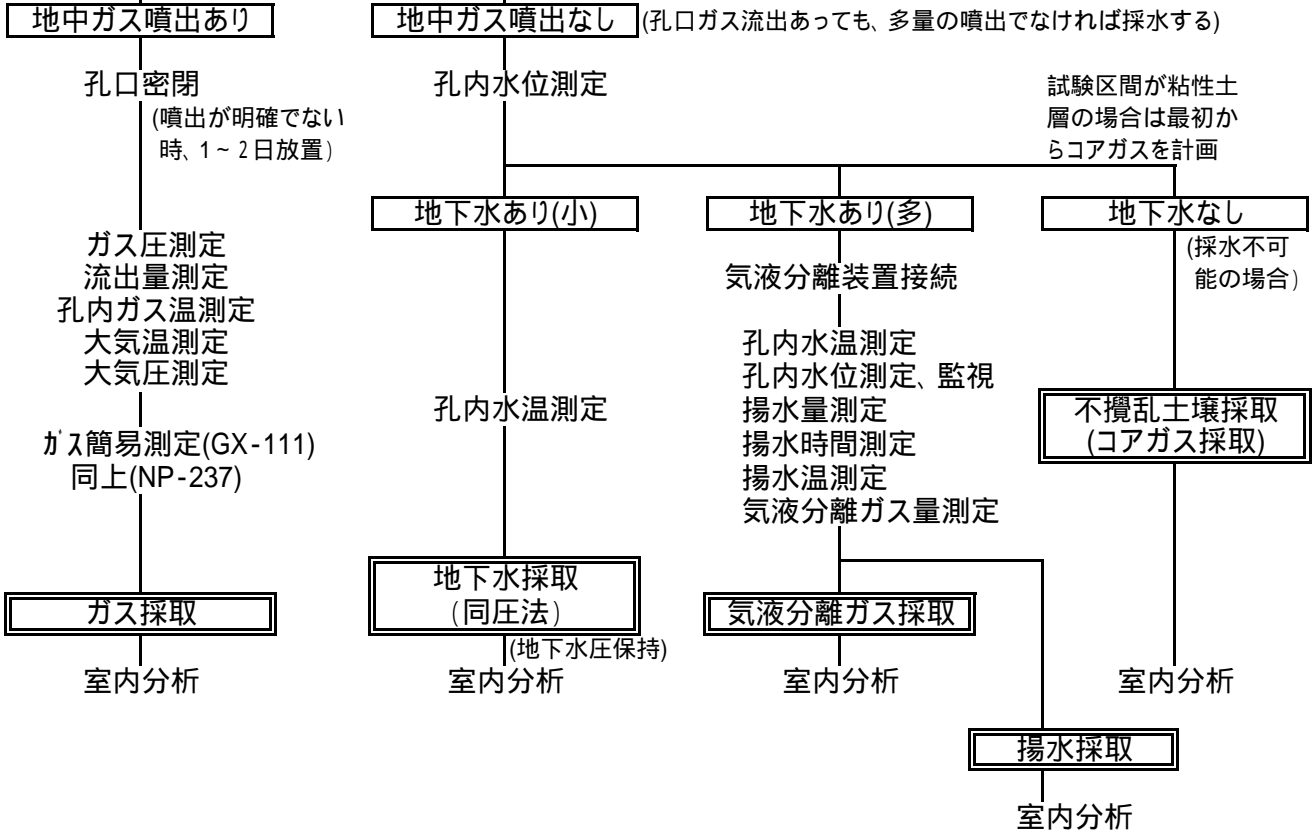 地中ガス噴出あり
地中ガス噴出なし
(孔口ガス流出あっても、多量の噴出でなければ採水する)
孔口密閉
(噴出が明確でない
時、1~2日放置)
孔内水位測定
試験区間が粘性土
層の場合は最初か
らコアガスを計画
地下水あり(小)
地下水あり(多)
地下水なし
(採水不可
能の場合)
ガス圧測定
流出量測定
孔内ガス温測定
大気温測定
大気圧測定
ガス簡易測定(GX-111)
同上(NP-237)
ガス採取
室内分析
孔内水温測定
地下水採取
(同圧法)
(地下水圧保持)
室内分析
気液分離装置接続
孔内水温測定
孔内水位測定、監視
揚水量測定
揚水時間測定
揚水温測定
気液分離ガス量測定
気液分離ガス採取
室内分析
不攪乱土壌採取
(コアガス採取)
室内分析
揚水採取
室内分析